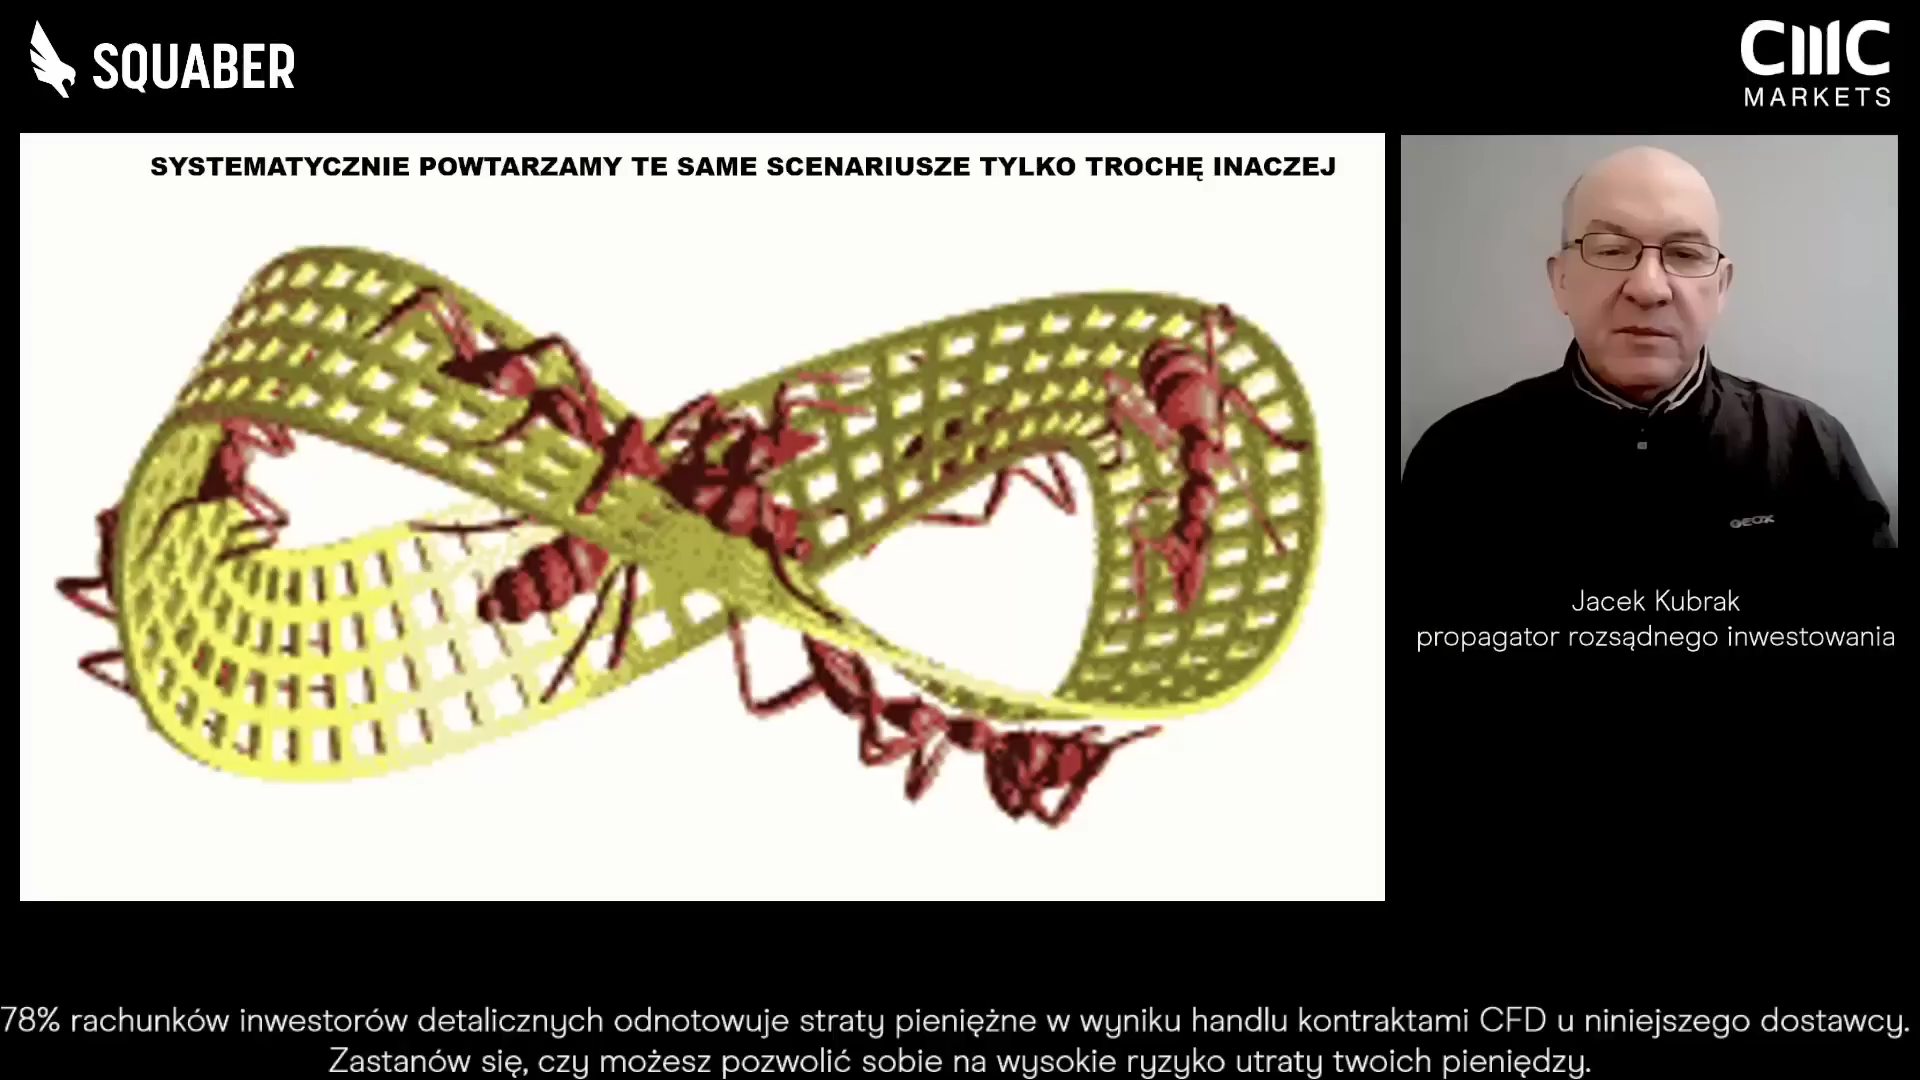 SQUABER
CMC
MARKETS
SYSTEMATYCZNIE POWTARZAMY TE SAME SCENARIUSZE TYLKO TROCHĘ INACZEJ
GEOX
Jacek Kubrak
propagator rozsądnego inwestowania
78% rachunków inwestorów detalicznych odnotowuje straty pieniężne w wyniku handlu kontraktami CFD u niniejszego dostawcy.
Zastanów się, czy możesz pozwolić sobie na wysokie ryzyko utraty twoich pieniędzy.